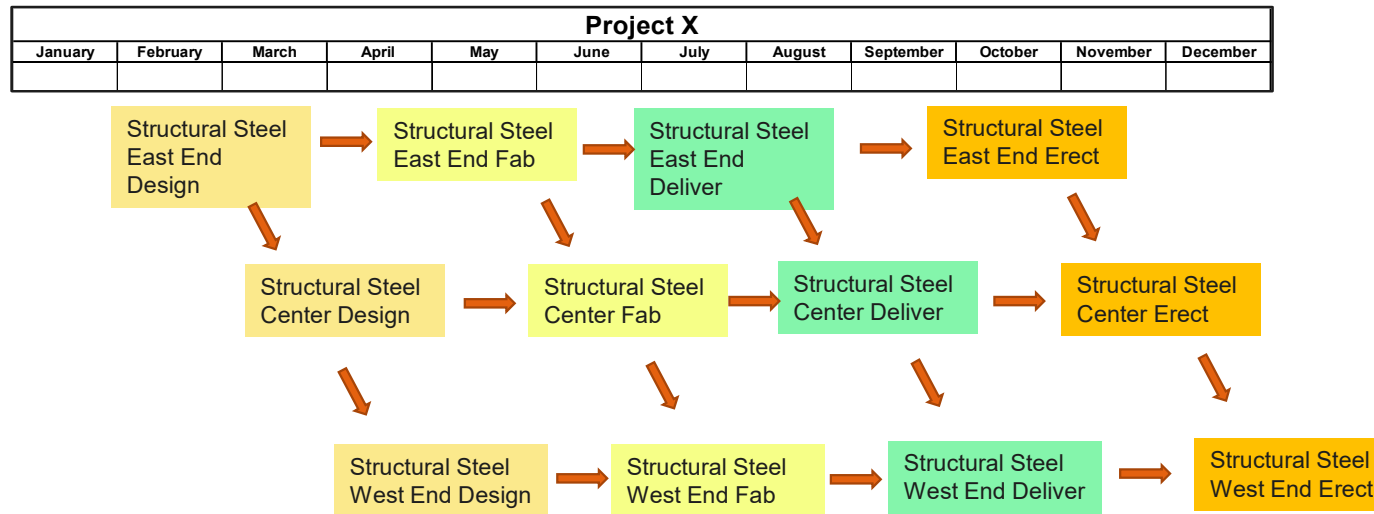 Project X
January February March April May June July August September October November December
Structural Steel
East End
Design
Structural Steel
East End Fab
Structural Steel
East End
Deliver
Structural Steel
East End Erect
Structural Steel
Center Design
Structural Steel
Center Fab
Structural Steel
Center Deliver
Structural Steel
Center Erect
Structural Steel
West End Design
Structural Steel
West End Fab
Structural Steel
West End Deliver
Structural Steel
West End Erect